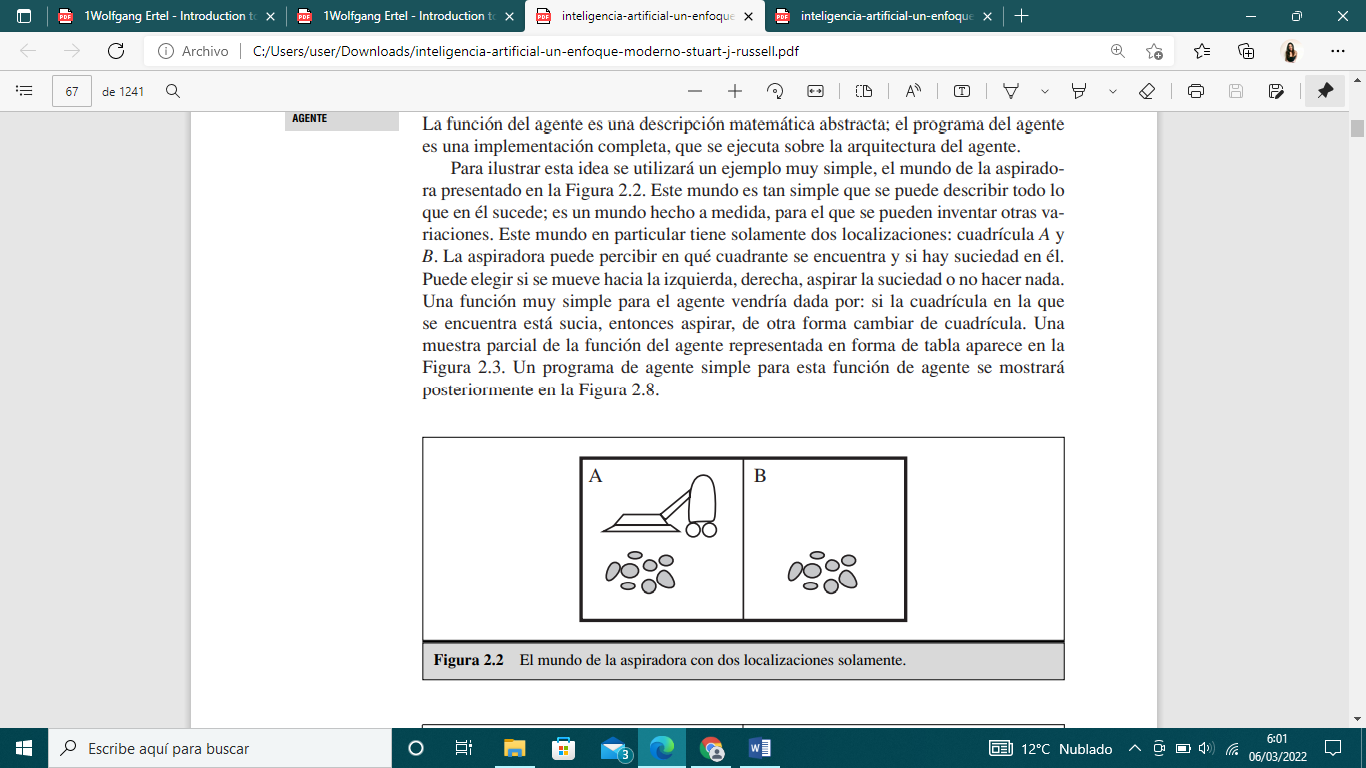 1Wolfgang Ertel - Introduction to
1Wolfgang Ertel - Introduction to
inteligencia-artificial-un-enfoque
inteligencia-artificial-un-enfoque
Archivo
C:/Users/user/Downloads/inteligencia-artificial-un-enfoque-moderno-stuart-j-russell.pdf
67
de 1241
AGENTE
La función del agente es una descripción matemática abstracta; el programa del agente
es una implementación completa, que se ejecuta sobre la arquitectura del agente.
Para ilustrar esta idea se utilizará un ejemplo muy simple, el mundo de la aspirado-
ra presentado en la Figura 2.2. Este mundo es tan simple que se puede describir todo lo
que en él sucede; es un mundo hecho a medida, para el que se pueden inventar otras va-
riaciones. Este mundo en particular tiene solamente dos localizaciones: cuadrícula A y
B. La aspiradora puede percibir en qué cuadrante se encuentra y si hay suciedad en él.
Puede elegir si se mueve hacia la izquierda, derecha, aspirar la suciedad o no hacer nada.
Una función muy simple para el agente vendría dada por: si la cuadrícula en la que
se encuentra está sucia, entonces aspirar, de otra forma cambiar de cuadrícula. Una
muestra parcial de la función del agente representada en forma de tabla aparece en la
Figura 2.3. Un programa de agente simple para esta función de agente se mostrará
posteriormente en la Figura 2.8.
A
B
Figura 2.2 El mundo de la aspiradora con dos localizaciones solamente.
Escribe aquí para buscar
3
12°C Nublado
6:01
06/03/2022